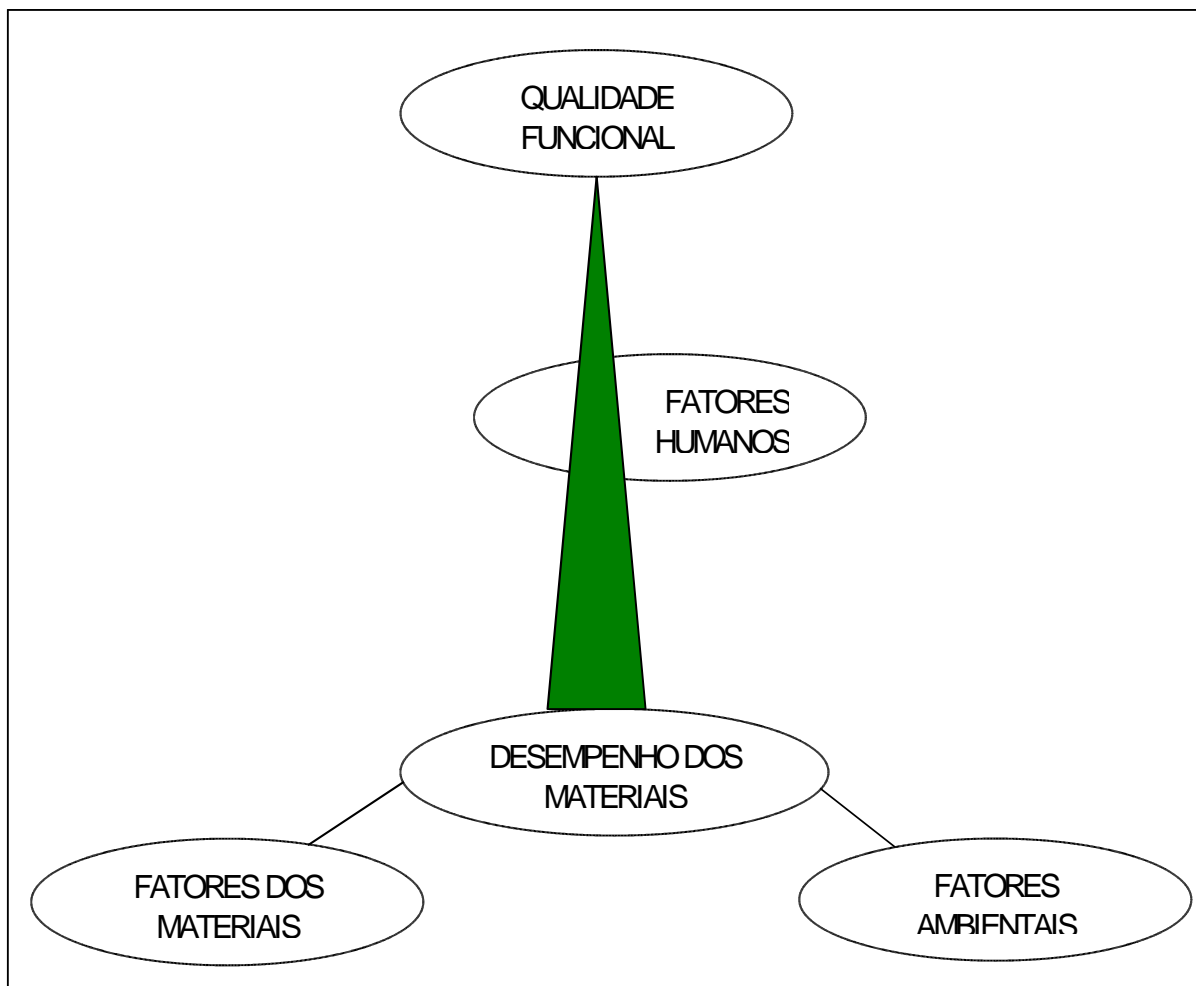 QUALIDADE
FUNCIONAL
FATORES
HUMANOS
DESEMPENHO DOS
MATERIAIS
FATORES DOS
MATERIAIS
FATORES
AMBIENTAIS